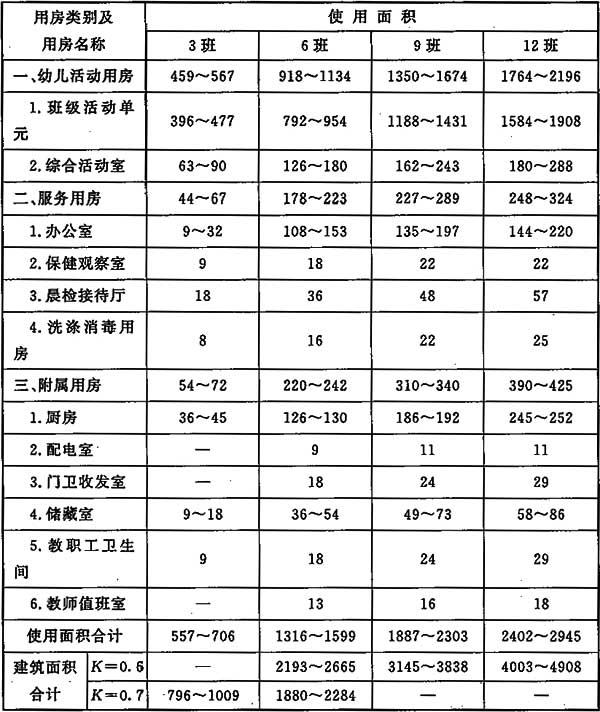 用房类别及 使用面积
用房名称 3班 6班 9班 12班
一、幼儿活动用房 459～567 918～1134 1350～1674 1764～2196
1.班级活动单
元 396～477 792～954 1188～1431 1584～1908
2.综合活动室 63～90 126～180 162～243 180～288
二、服务用房 44～67 178～223 227～289 248～324
1.办公室 9～32 108～153 135～197 144～220
2.保健观察室 9 18 22 22
3.晨检接待厅 18 36 48 57
4.洗涤消毒用
房 8 16 22 25
三、附属用房 54～72 220～242 310～340 390～425
1.厨房 36～45 126～130 186～192 245～252
2.配电室 — 9 11 11
3.门卫收发室 — 18 24 29
4.储藏室 9～18 36～54 49～73 58～86
5.教职工卫生
间 9 18 24 29
6.教师值班室 — 13 16 18
使用面积合计 557～706 1316～1599 1887～2303 2402～2945
建筑面积 K=0.6 — 2193～2665 3145～3838 4003～4908
合计 K=0.7 796～1009 1880～2284 — —